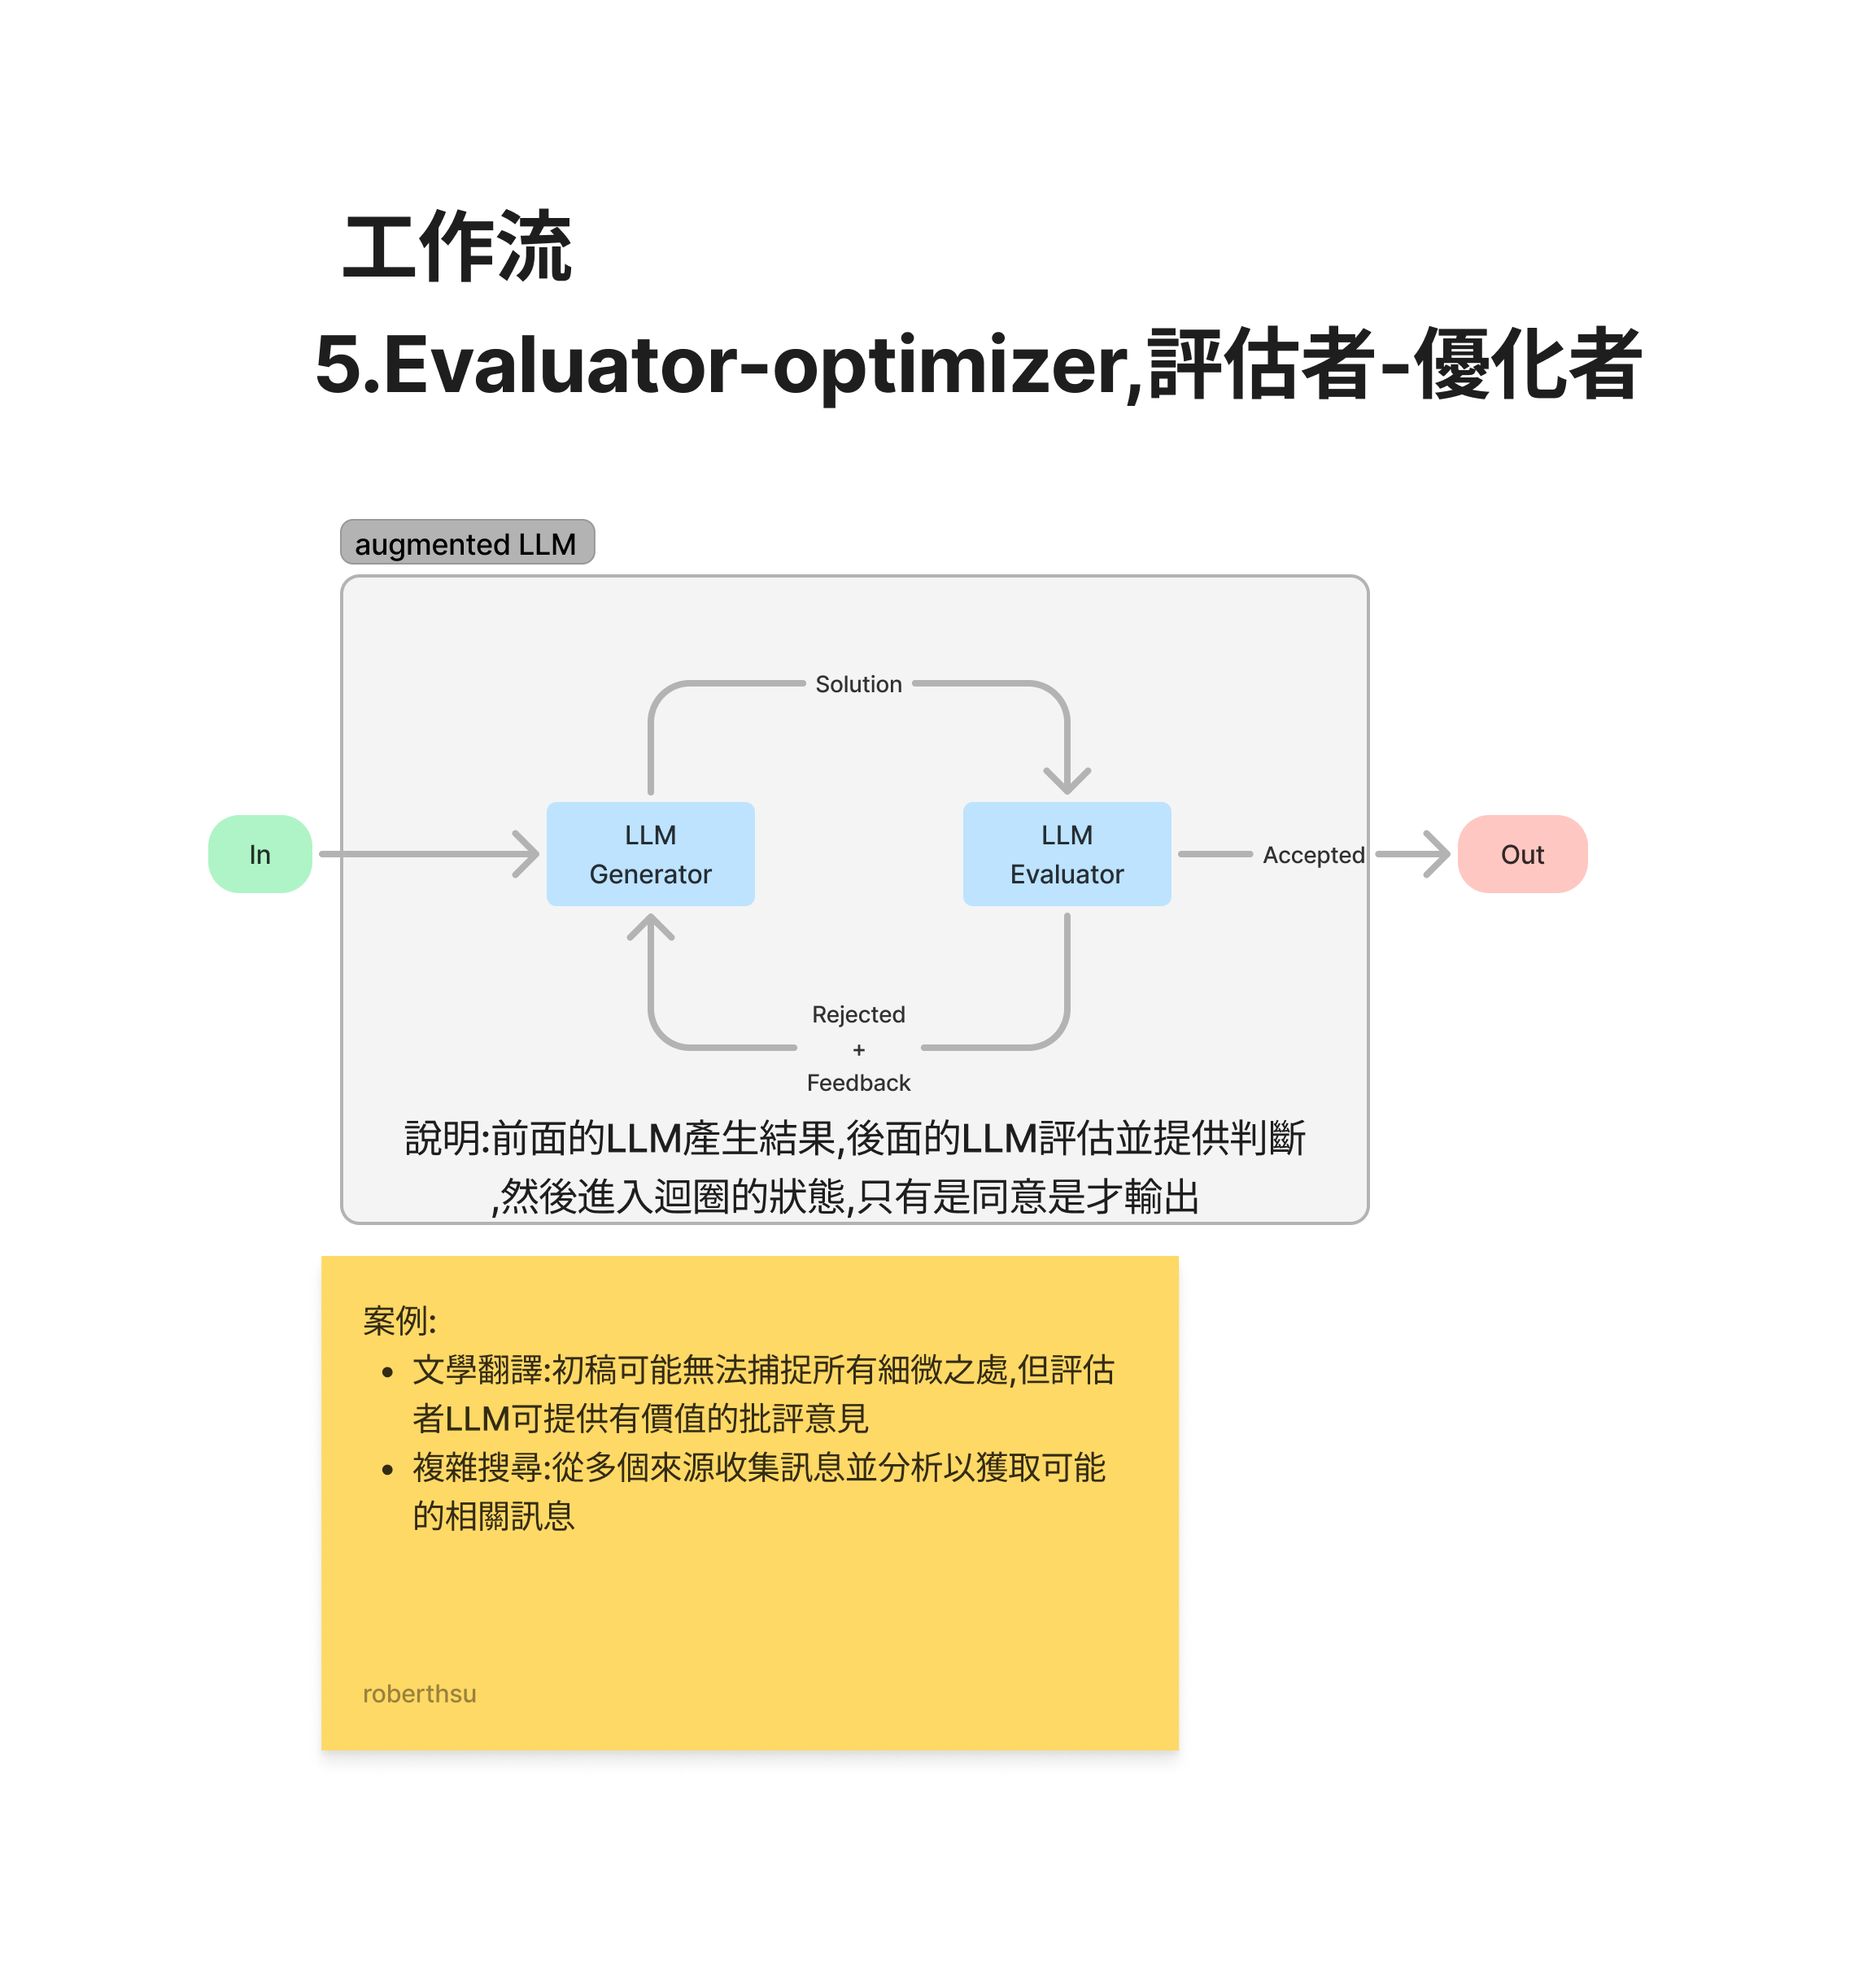 工作流
5.Evaluator-optimizer,評估者-優化者
augmented LLM
Solution
In
LLM
Generator
LLM
Evaluator
Accepted
Out
Rejected
+
Feedback
說明:前面的LLM產生結果,後面的LLM評估並提供判斷
,然後進入迴圈的狀態,只有是同意是才輸出
案例:
• 文學翻譯:初稿可能無法捕捉所有細微之處,但評估
者LLM可提供有價值的批評意見
• 複雜搜尋:從多個來源收集訊息並分析以獲取可能
的相關訊息
roberthsu